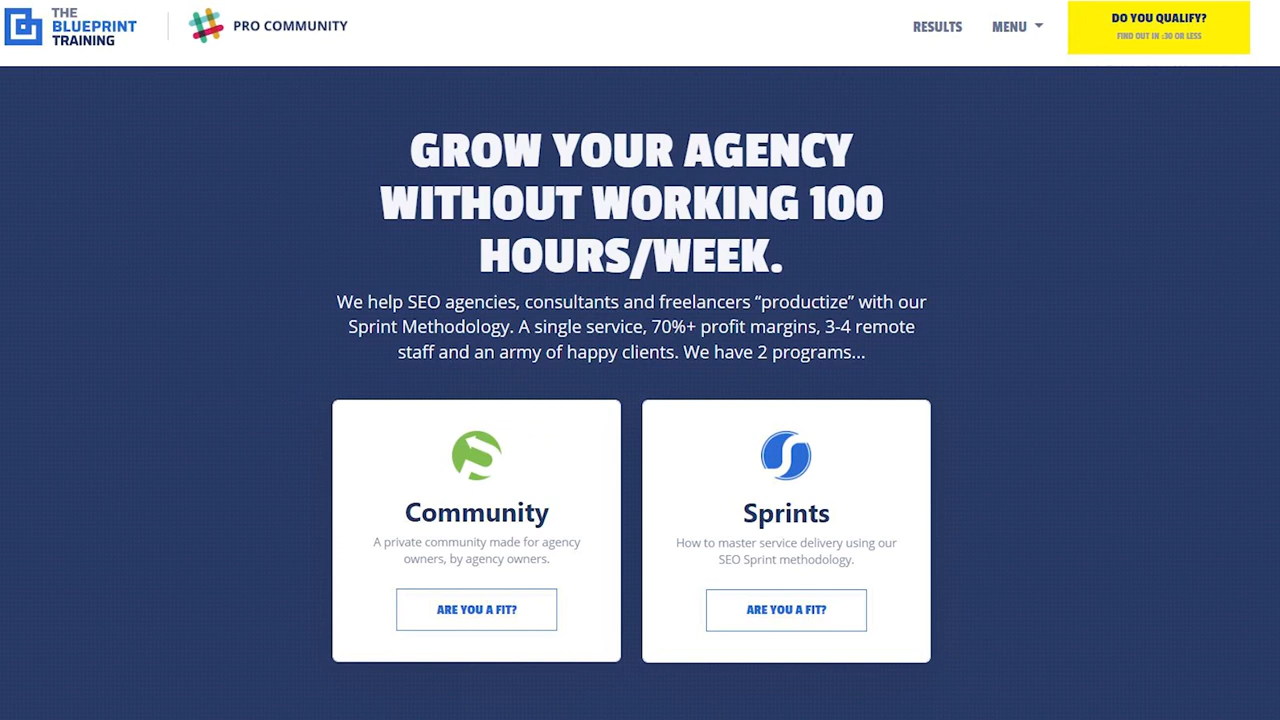 THE
BLUEPRINT
TRAINING
PRO COMMUNITY
RESULTS
MENU
DO YOU QUALIFY?
FIND OUT IN :30 OR LESS
GROW YOUR AGENCY
WITHOUT WORKING 100
HOURS/WEEK.
We help SEO agencies, consultants and freelancers “productize” with our
Sprint Methodology. A single service, 70%+ profit margins, 3-4 remote
staff and an army of happy clients. We have 2 programs...
Community
A private community made for agency
owners, by agency owners.
ARE YOU A FIT?
Sprints
How to master service delivery using our
SEO Sprint methodology.
ARE YOU A FIT?